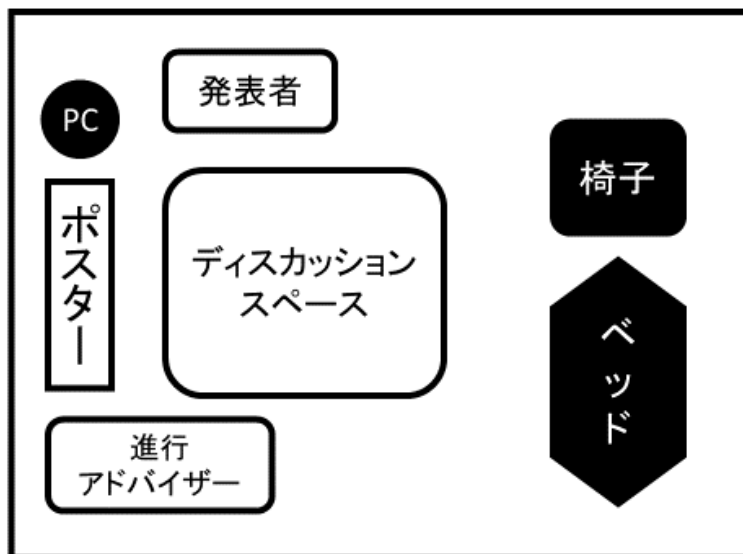 発表者
PC
椅子
ポスター
ディスカッション
スペース
ベッド
進行
アドバイザー